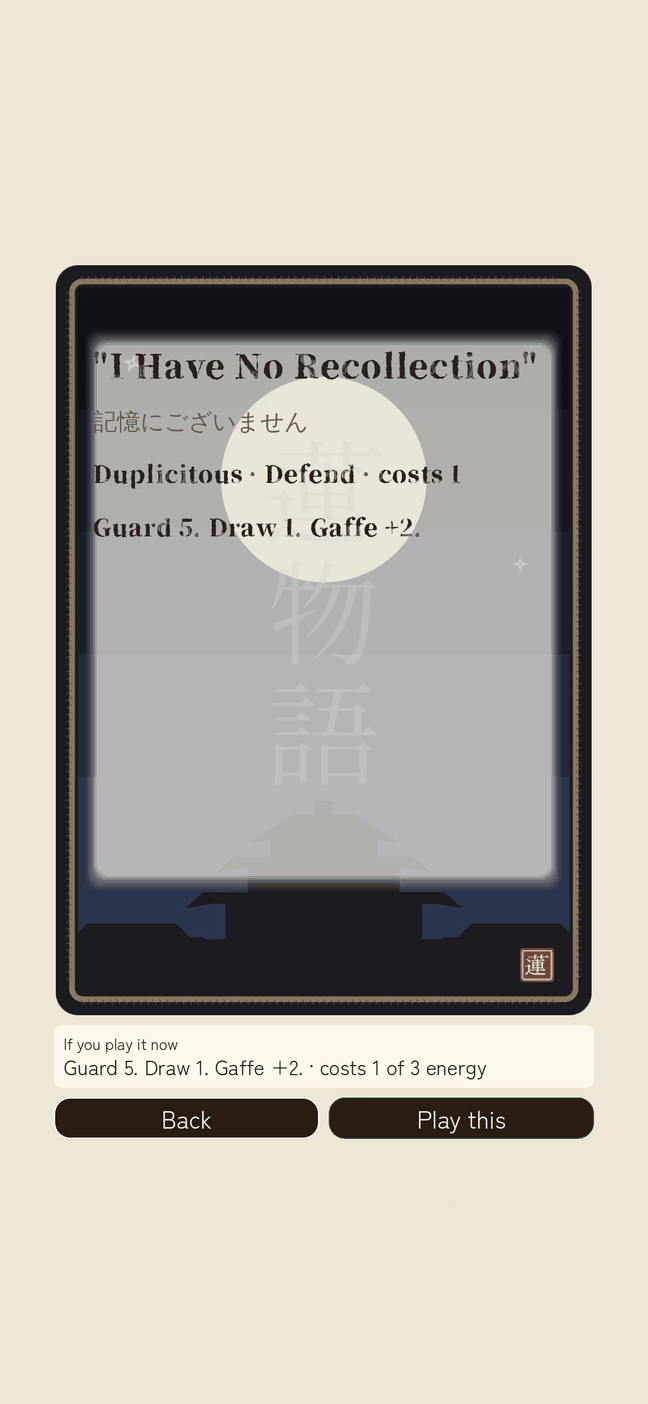 "I Have No Recollection"
記憶にございません
Duplicitous · Defend · costs 1
Guard 5. Draw 1. Gaffe +2.
蓮
物
語
蓮
If you play it now
Guard 5. Draw 1. Gaffe +2. · costs 1 of 3 energy
Back
Play this